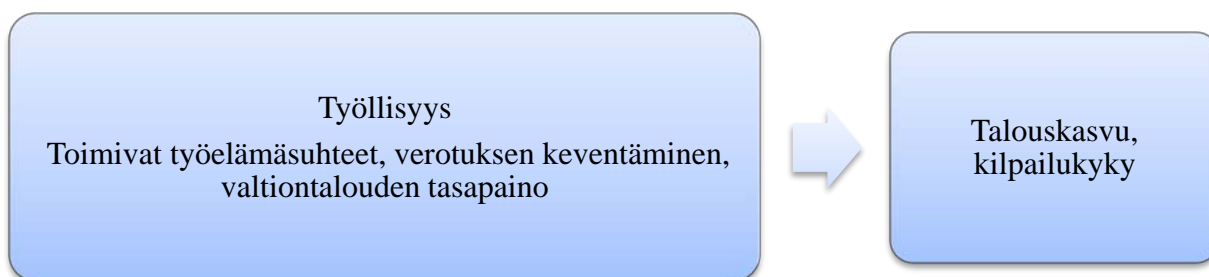 Työllisyys
Toimivat työelämäsuhteet, verotuksen keventäminen,
valtiontalouden tasapaino
Talouskasvu,
kilpailukyky